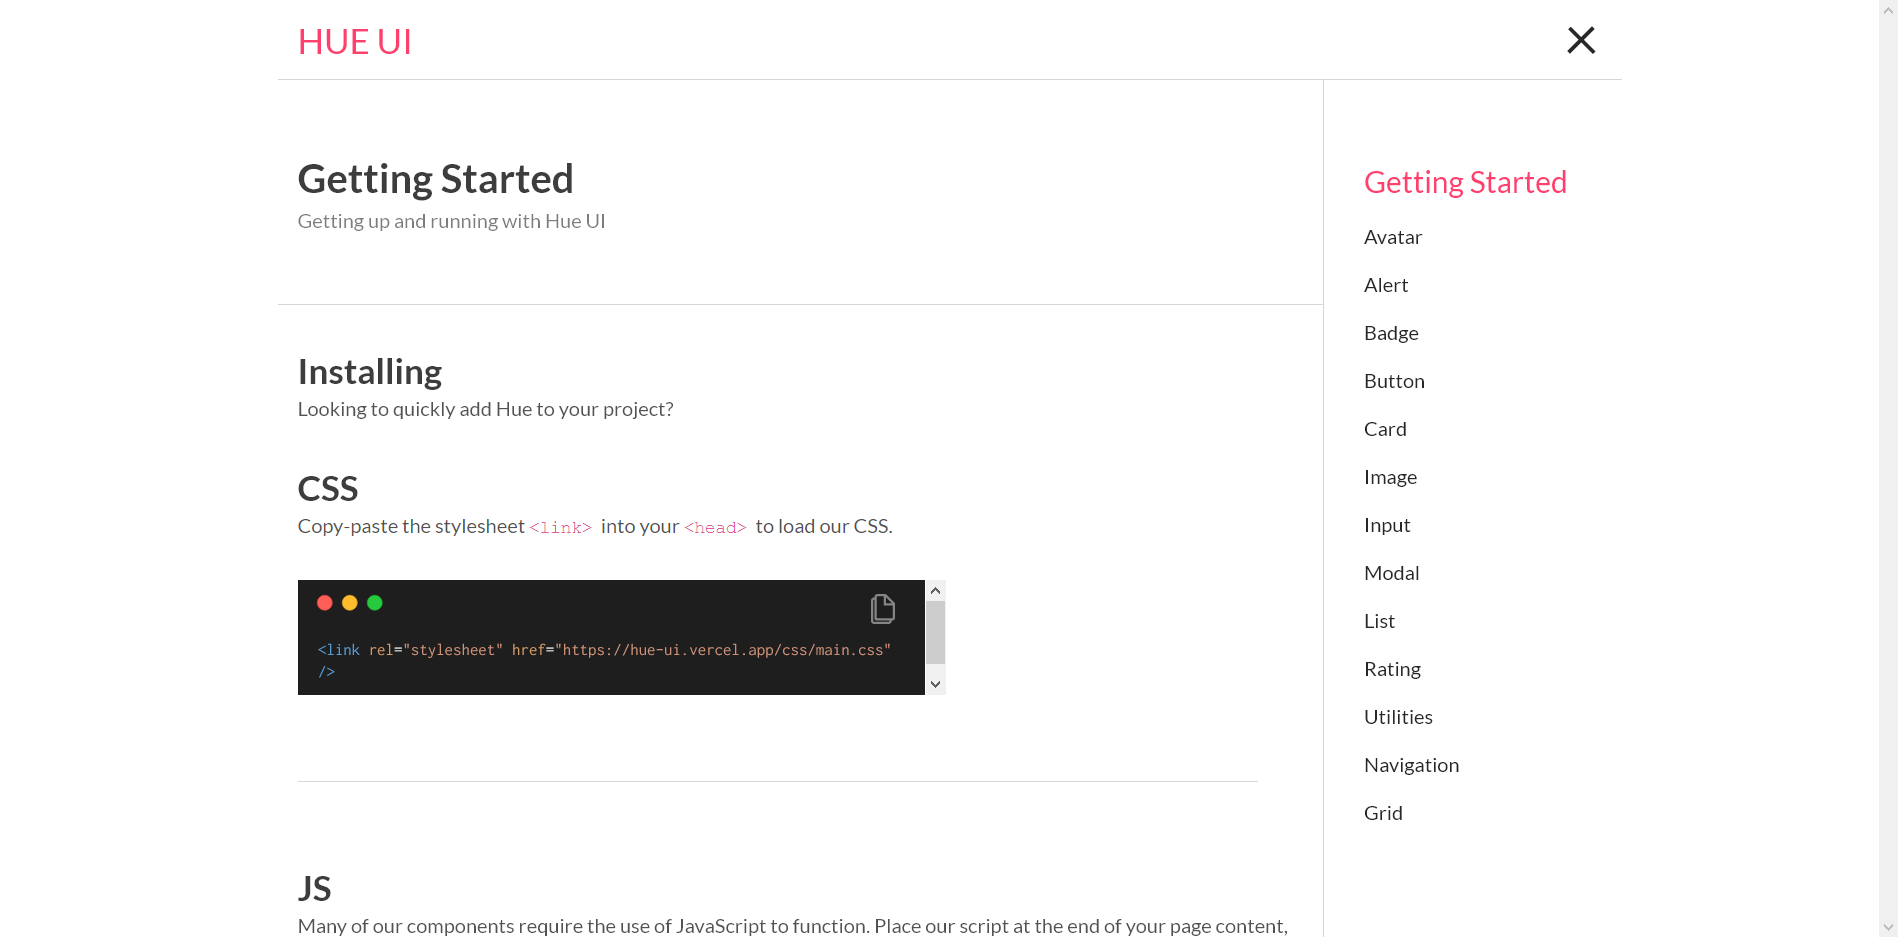 HUE UI
Getting Started
Getting up and running with Hue UI
Installing
Looking to quickly add Hue to your project?
CSS
Copy-paste the stylesheet <link> into your <head> to load our CSS.
<link rel="stylesheet" href="https://hue-ui.vercel.app/css/main.css"
/>
JS
Many of our components require the use of JavaScript to function. Place our script at the end of your page content,
Getting Started
Avatar
Alert
Badge
Button
Card
Image
Input
Modal
List
Rating
Utilities
Navigation
Grid